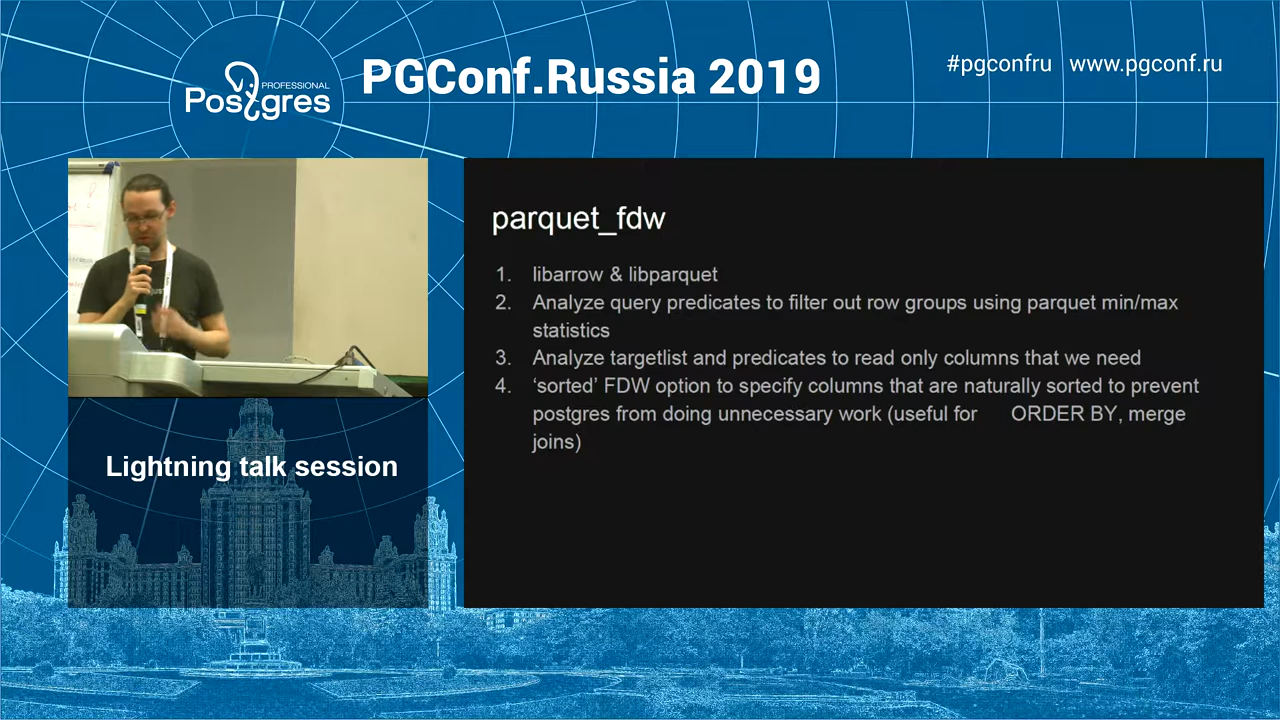 PROFESSIONAL
Postgres
PGConf.Russia 2019
#pgconfru www.pgconf.ru
parquet_fdw
1. libarrow & libparquet
2. Analyze query predicates to filter out row groups using parquet min/max
statistics
3. Analyze targetlist and predicates to read only columns that we need
4. ‘sorted’ FDW option to specify columns that are naturally sorted to prevent
postgres from doing unnecessary work (useful for ORDER BY, merge
joins)
Lightning talk session